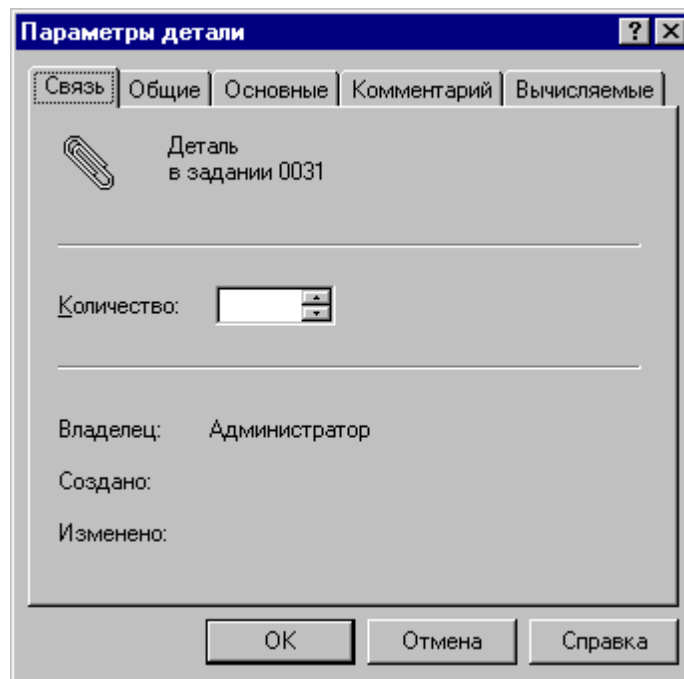 Параметры детали
Связь Общие Основные Комментарий Вычисляемые
Деталь
в задании 0031
Количество:
Владелец: Администратор
Создано:
Изменено:
OK Отмена Справка